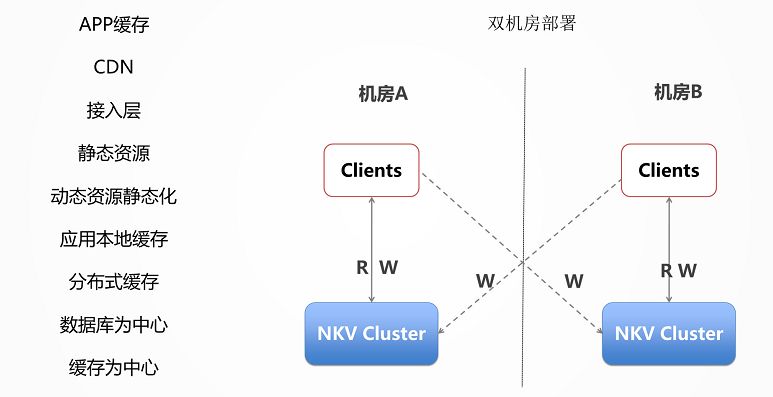 APP缓存
CDN
接入层
静态资源
动态资源静态化
应用本地缓存
分布式缓存
数据库为中心
缓存为中心
双机房部署
机房A
机房B
Clients
Clients
R W
W
W
R W
NKV Cluster
NKV Cluster